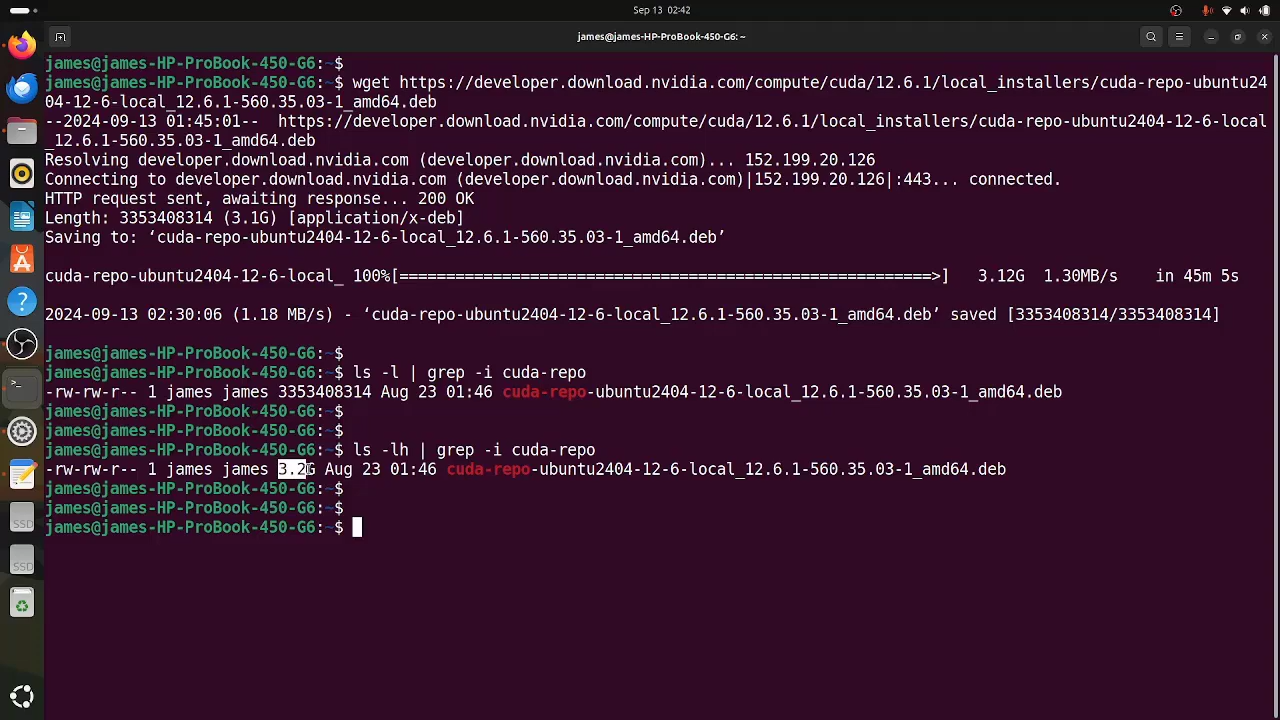 Sep 13 02:42
james@james-HP-ProBook-450-G6: ~
james@james-HP-ProBook-450-G6:~$
james@james-HP-ProBook-450-G6:~$ wget https://developer.download.nvidia.com/compute/cuda/12.6.1/local_installers/cuda-repo-ubuntu24
04-12-6-local_12.6.1-560.35.03-1_amd64.deb
--2024-09-13 01:45:01--  https://developer.download.nvidia.com/compute/cuda/12.6.1/local_installers/cuda-repo-ubuntu2404-12-6-local
_12.6.1-560.35.03-1_amd64.deb
Resolving developer.download.nvidia.com (developer.download.nvidia.com)... 152.199.20.126
Connecting to developer.download.nvidia.com (developer.download.nvidia.com)|152.199.20.126|:443... connected.
HTTP request sent, awaiting response... 200 OK
Length: 3353408314 (3.1G) [application/x-deb]
Saving to: ‘cuda-repo-ubuntu2404-12-6-local_12.6.1-560.35.03-1_amd64.deb’
cuda-repo-ubuntu2404-12-6-local_ 100%[=========================================================>]   3.12G  1.30MB/s    in 45m 5s
2024-09-13 02:30:06 (1.18 MB/s) - ‘cuda-repo-ubuntu2404-12-6-local_12.6.1-560.35.03-1_amd64.deb’ saved [3353408314/3353408314]
james@james-HP-ProBook-450-G6:~$
james@james-HP-ProBook-450-G6:~$ ls -l | grep -i cuda-repo
-rw-rw-r-- 1 james james 3353408314 Aug 23 01:46 cuda-repo-ubuntu2404-12-6-local_12.6.1-560.35.03-1_amd64.deb
james@james-HP-ProBook-450-G6:~$
james@james-HP-ProBook-450-G6:~$
james@james-HP-ProBook-450-G6:~$ ls -lh | grep -i cuda-repo
-rw-rw-r-- 1 james james 3.2G Aug 23 01:46 cuda-repo-ubuntu2404-12-6-local_12.6.1-560.35.03-1_amd64.deb
james@james-HP-ProBook-450-G6:~$
james@james-HP-ProBook-450-G6:~$
james@james-HP-ProBook-450-G6:~$
SSD
SSD